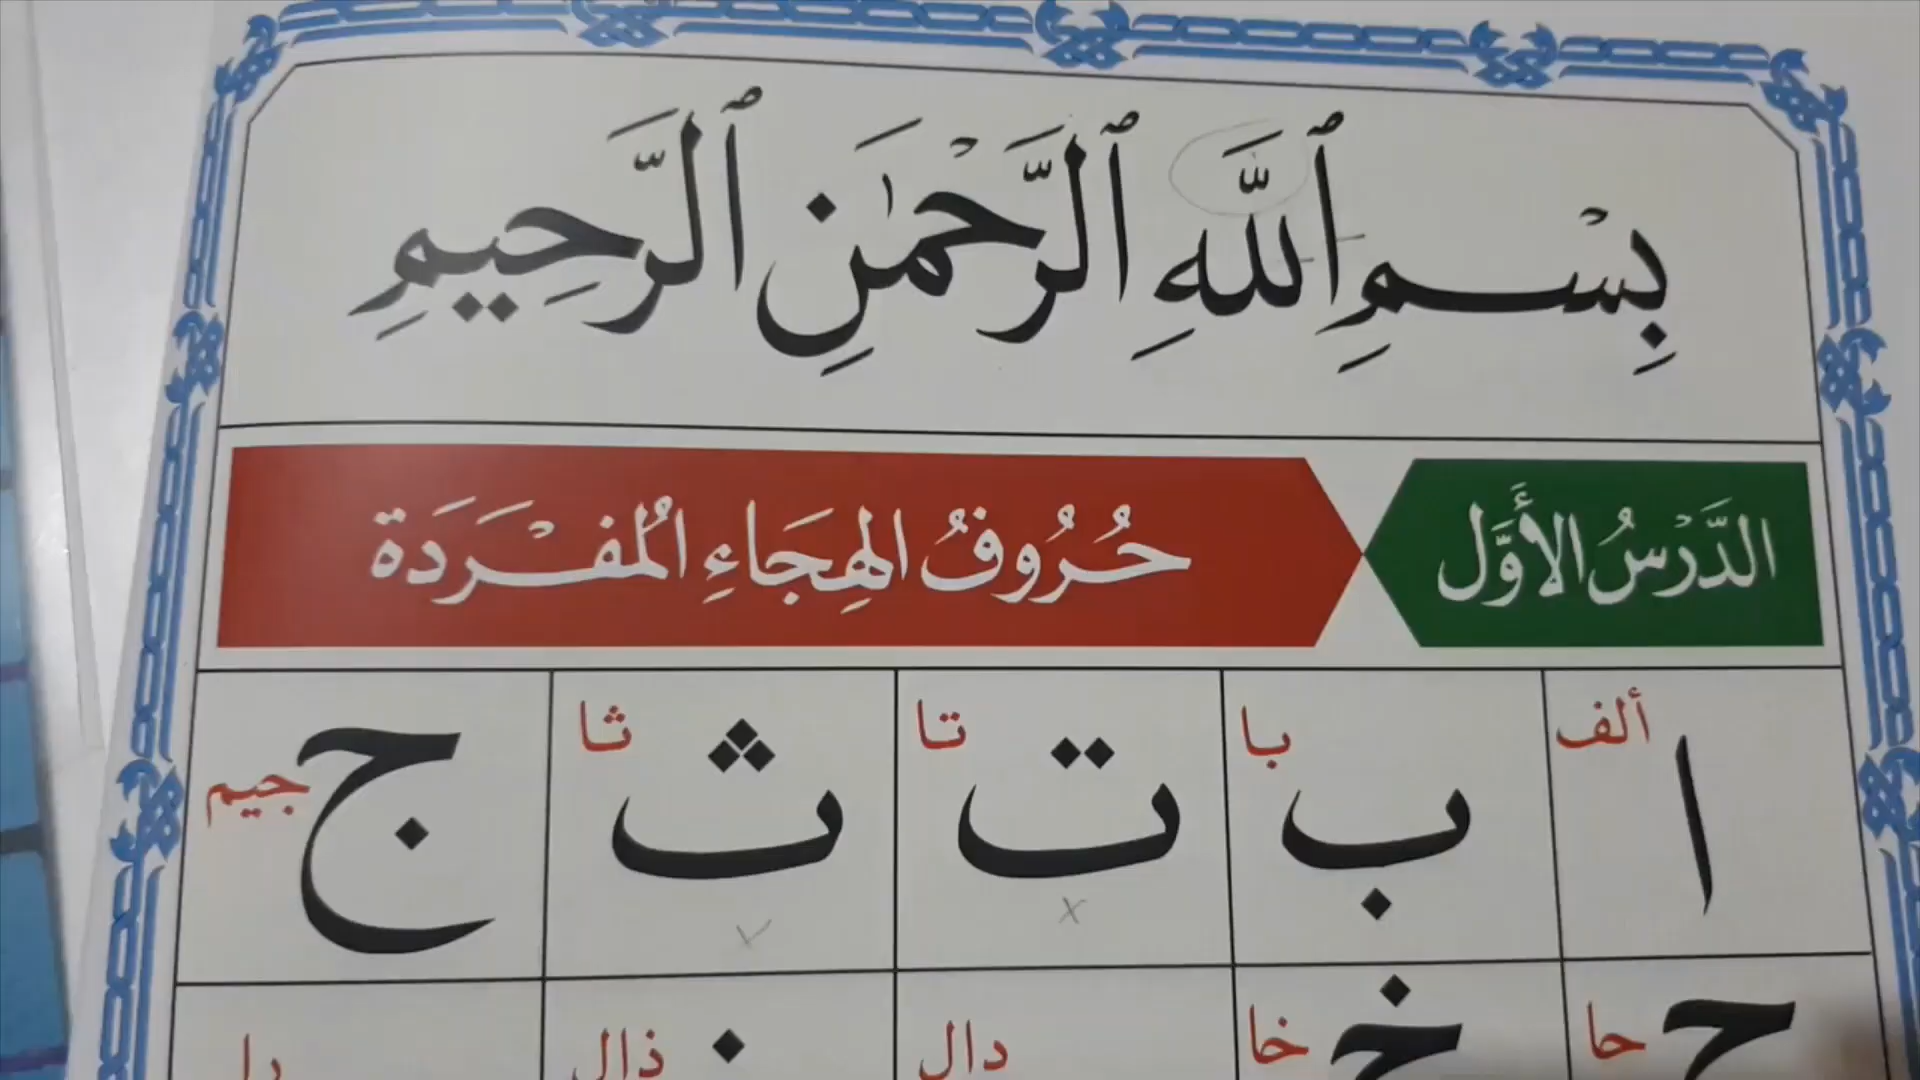 بِسْمِ ٱللَّهِ ٱلرَّحْمَٰنِ ٱلرَّحِيمِ
الدَّرْسُ الأَوَّل حُرُوفُ الهِجَاءِ المُفْرَدَة
ألف با تا ثا جيم
ا ب ت ث ج
حا خا دال ذال را
ح خ